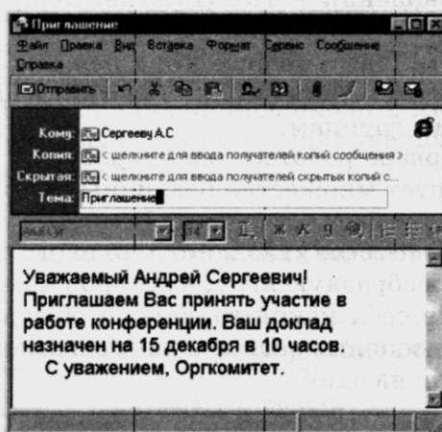 Приглашение
Файл Правка Вид Вставка Формат Сервис Сообщение
Справка
Отправить
Кому: Сергееву А.С
Копия: < щелкните для ввода получателей копий сообщения >
Скрытая: < щелкните для ввода получателей скрытых копий с...
Тема: Приглашение
14 Ж К Ч
Уважаемый Андрей Сергеевич!
Приглашаем Вас принять участие в
работе конференции. Ваш доклад
назначен на 15 декабря в 10 часов.
С уважением, Оргкомитет.